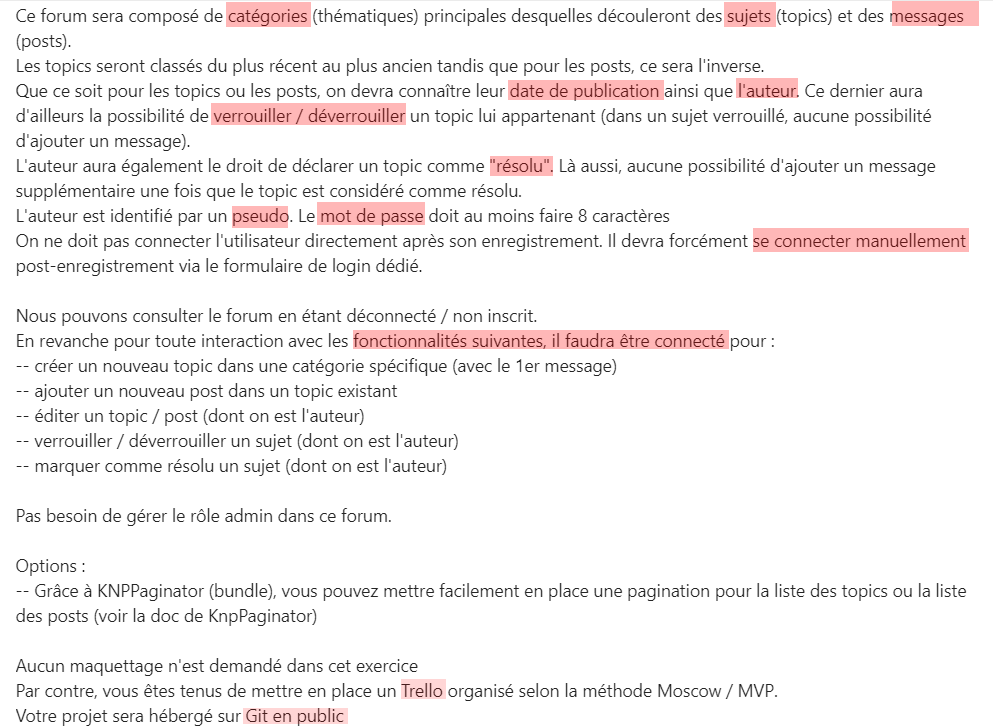 Ce forum sera composé de catégories (thématiques) principales desquelles découleront des sujets (topics) et des messages
(posts).
Les topics seront classés du plus récent au plus ancien tandis que pour les posts, ce sera l'inverse.
Que ce soit pour les topics ou les posts, on devra connaître leur date de publication ainsi que l'auteur. Ce dernier aura
d'ailleurs la possibilité de verrouiller / déverrouiller un topic lui appartenant (dans un sujet verrouillé, aucune possibilité
d'ajouter un message).
L'auteur aura également le droit de déclarer un topic comme "résolu". Là aussi, aucune possibilité d'ajouter un message
supplémentaire une fois que le topic est considéré comme résolu.
L'auteur est identifié par un pseudo. Le mot de passe doit au moins faire 8 caractères
On ne doit pas connecter l'utilisateur directement après son enregistrement. Il devra forcément se connecter manuellement
post-enregistrement via le formulaire de login dédié.
Nous pouvons consulter le forum en étant déconnecté / non inscrit.
En revanche pour toute interaction avec les fonctionnalités suivantes, il faudra être connecté pour :
-- créer un nouveau topic dans une catégorie spécifique (avec le 1er message)
-- ajouter un nouveau post dans un topic existant
-- éditer un topic / post (dont on est l'auteur)
-- verrouiller / déverrouiller un sujet (dont on est l'auteur)
-- marquer comme résolu un sujet (dont on est l'auteur)
Pas besoin de gérer le rôle admin dans ce forum.
Options :
-- Grâce à KNPPaginator (bundle), vous pouvez mettre facilement en place une pagination pour la liste des topics ou la liste
des posts (voir la doc de KnpPaginator)
Aucun maquettage n'est demandé dans cet exercice
Par contre, vous êtes tenus de mettre en place un Trello organisé selon la méthode Moscow / MVP.
Votre projet sera hébergé sur Git en public